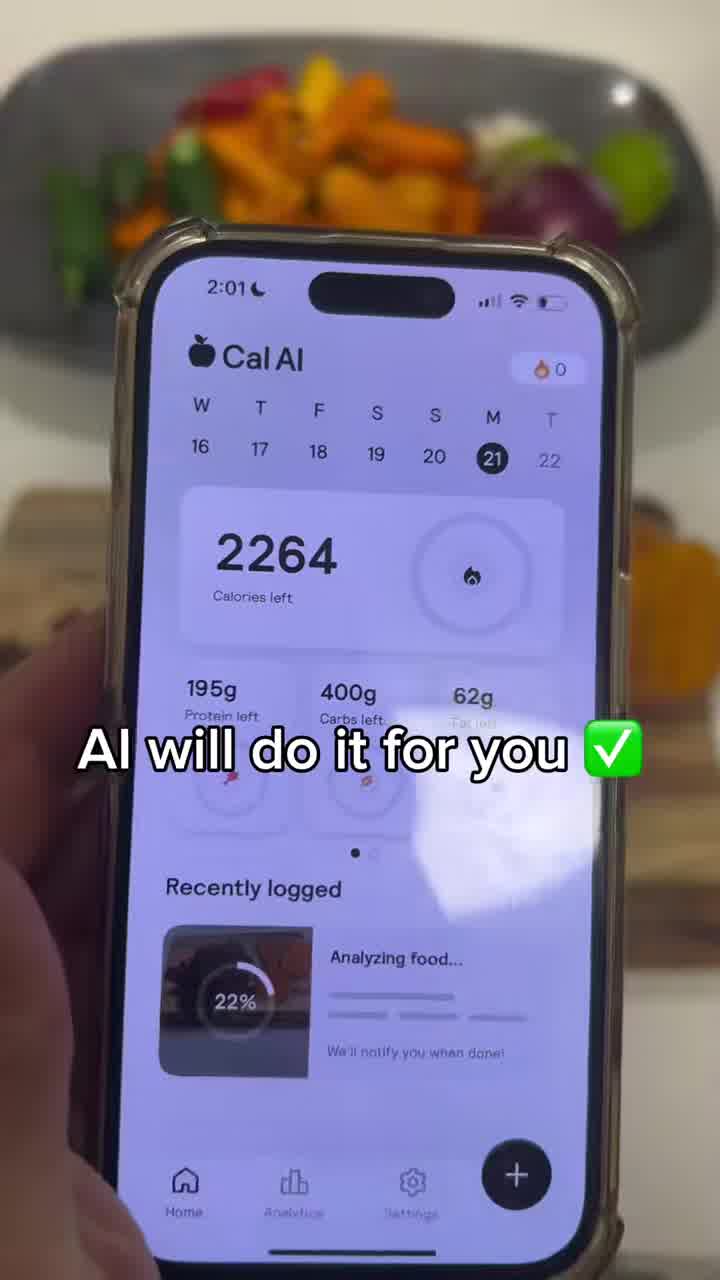 2:01
Cal AI
0
W T F S S M T
16 17 18 19 20 21 22
2264
Calories left
195g 400g 62g
Protein left Carbs left Fat left
AI will do it for you ✅
Recently logged
Analyzing food...
22%
We'll notify you when done!
Home Analytics Settings
+